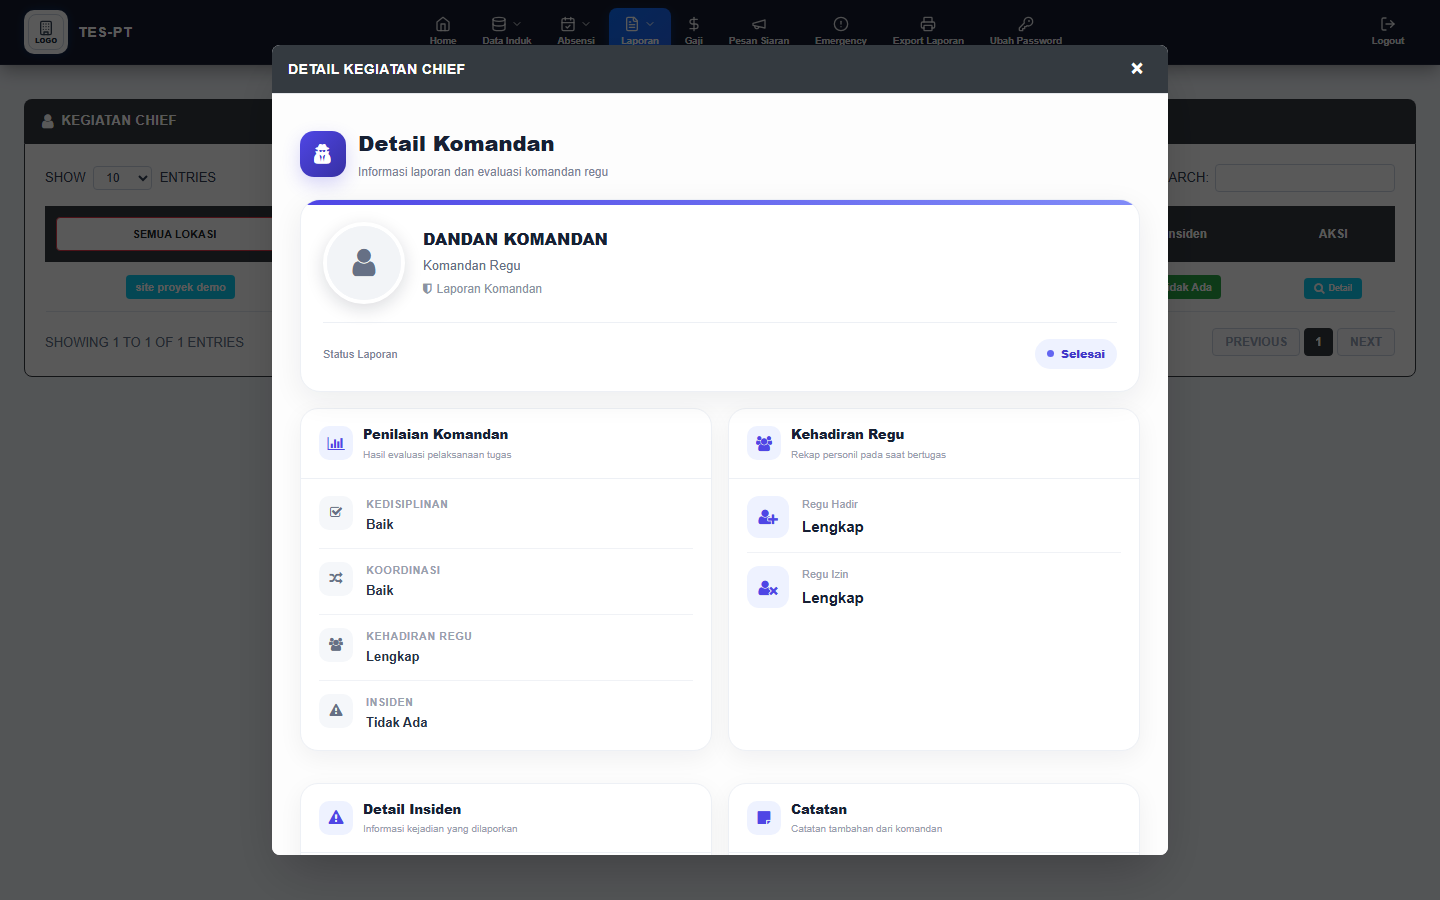 LOGO
TES-PT
Home
Data Induk
Absensi
Laporan
Gaji
Pesan Siaran
Emergency
Export Laporan
Ubah Password
Logout
DETAIL KEGIATAN CHIEF
×
KEGIATAN CHIEF
SHOW 10 ENTRIES
ARCH:
SEMUA LOKASI
nsiden
AKSI
site proyek demo
dak Ada
Detail
SHOWING 1 TO 1 OF 1 ENTRIES
PREVIOUS
1
NEXT
Detail Komandan
Informasi laporan dan evaluasi komandan regu
DANDAN KOMANDAN
Komandan Regu
Laporan Komandan
Status Laporan
Selesai
Penilaian Komandan
Hasil evaluasi pelaksanaan tugas
KEDISIPLINAN
Baik
KOORDINASI
Baik
KEHADIRAN REGU
Lengkap
INSIDEN
Tidak Ada
Kehadiran Regu
Rekap personil pada saat bertugas
Regu Hadir
Lengkap
Regu Izin
Lengkap
Detail Insiden
Informasi kejadian yang dilaporkan
Catatan
Catatan tambahan dari komandan